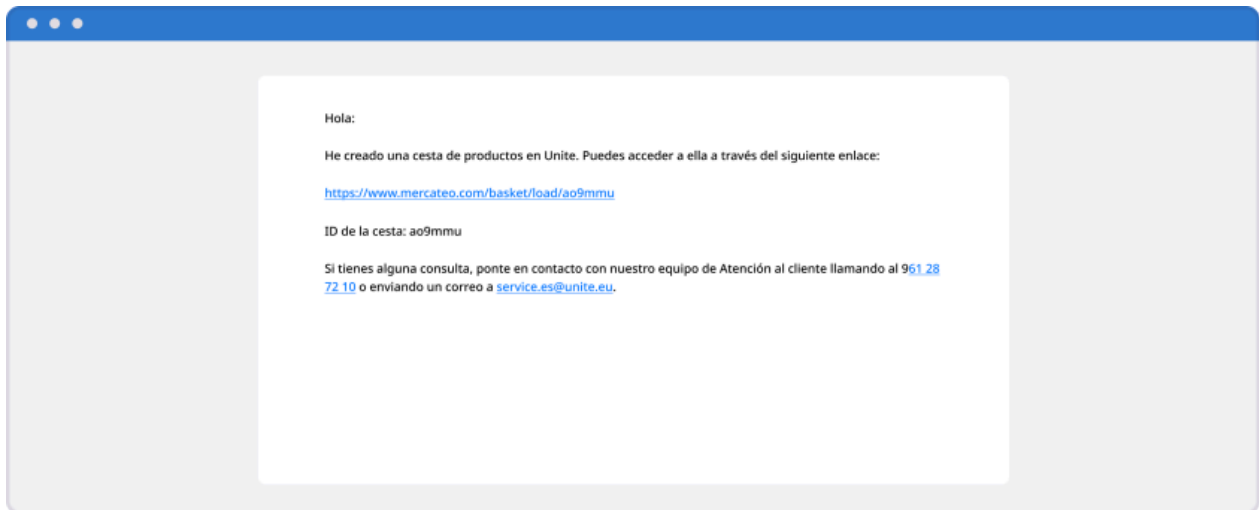 Hola:
He creado una cesta de productos en Unite. Puedes acceder a ella a través del siguiente enlace:
https://www.mercateo.com/basket/load/ao9mmu
ID de la cesta: ao9mmu
Si tienes alguna consulta, ponte en contacto con nuestro equipo de Atención al cliente llamando al 961 28
72 10 o enviando un correo a service.es@unite.eu.